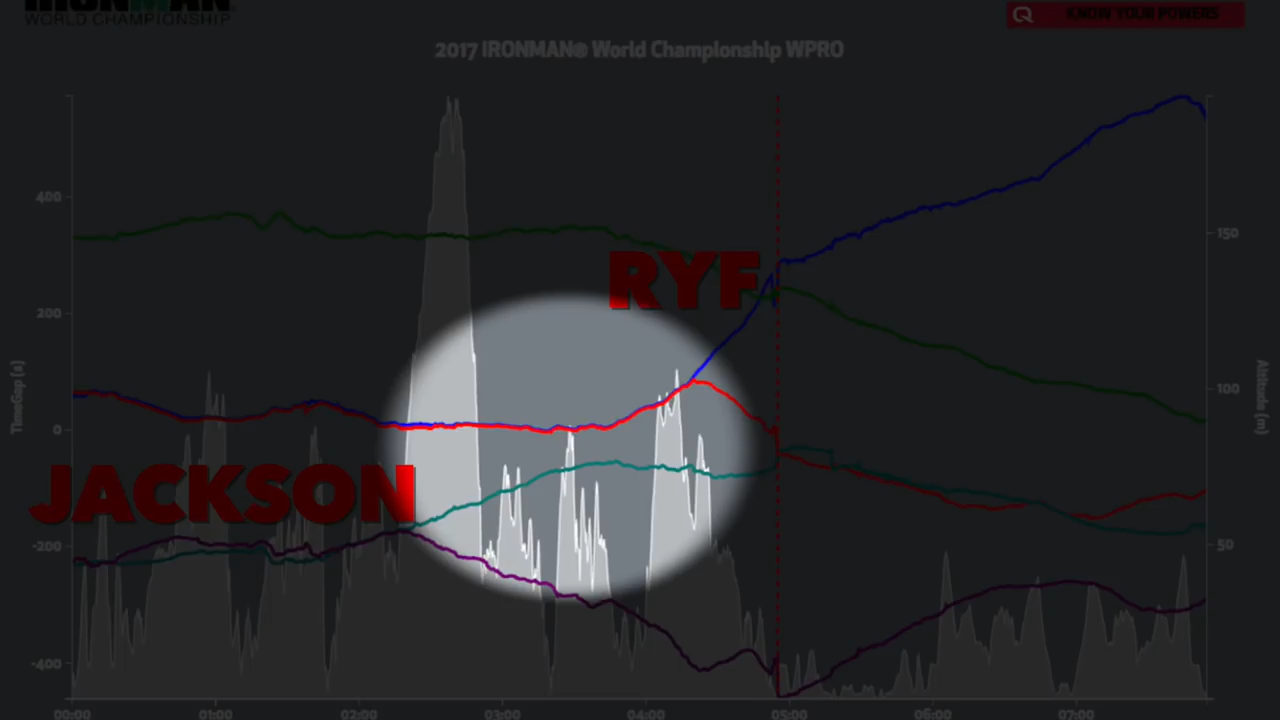 IRONMAN
WORLD CHAMPIONSHIP
KNOW YOUR POWERS
2017 IRONMAN® World Championship WPRO
400
200
0
-200
-400
TimeGap (s)
150
100
50
Altitude (m)
RYF
JACKSON
00:00 01:00 02:00 03:00 04:00 05:00 06:00 07:00